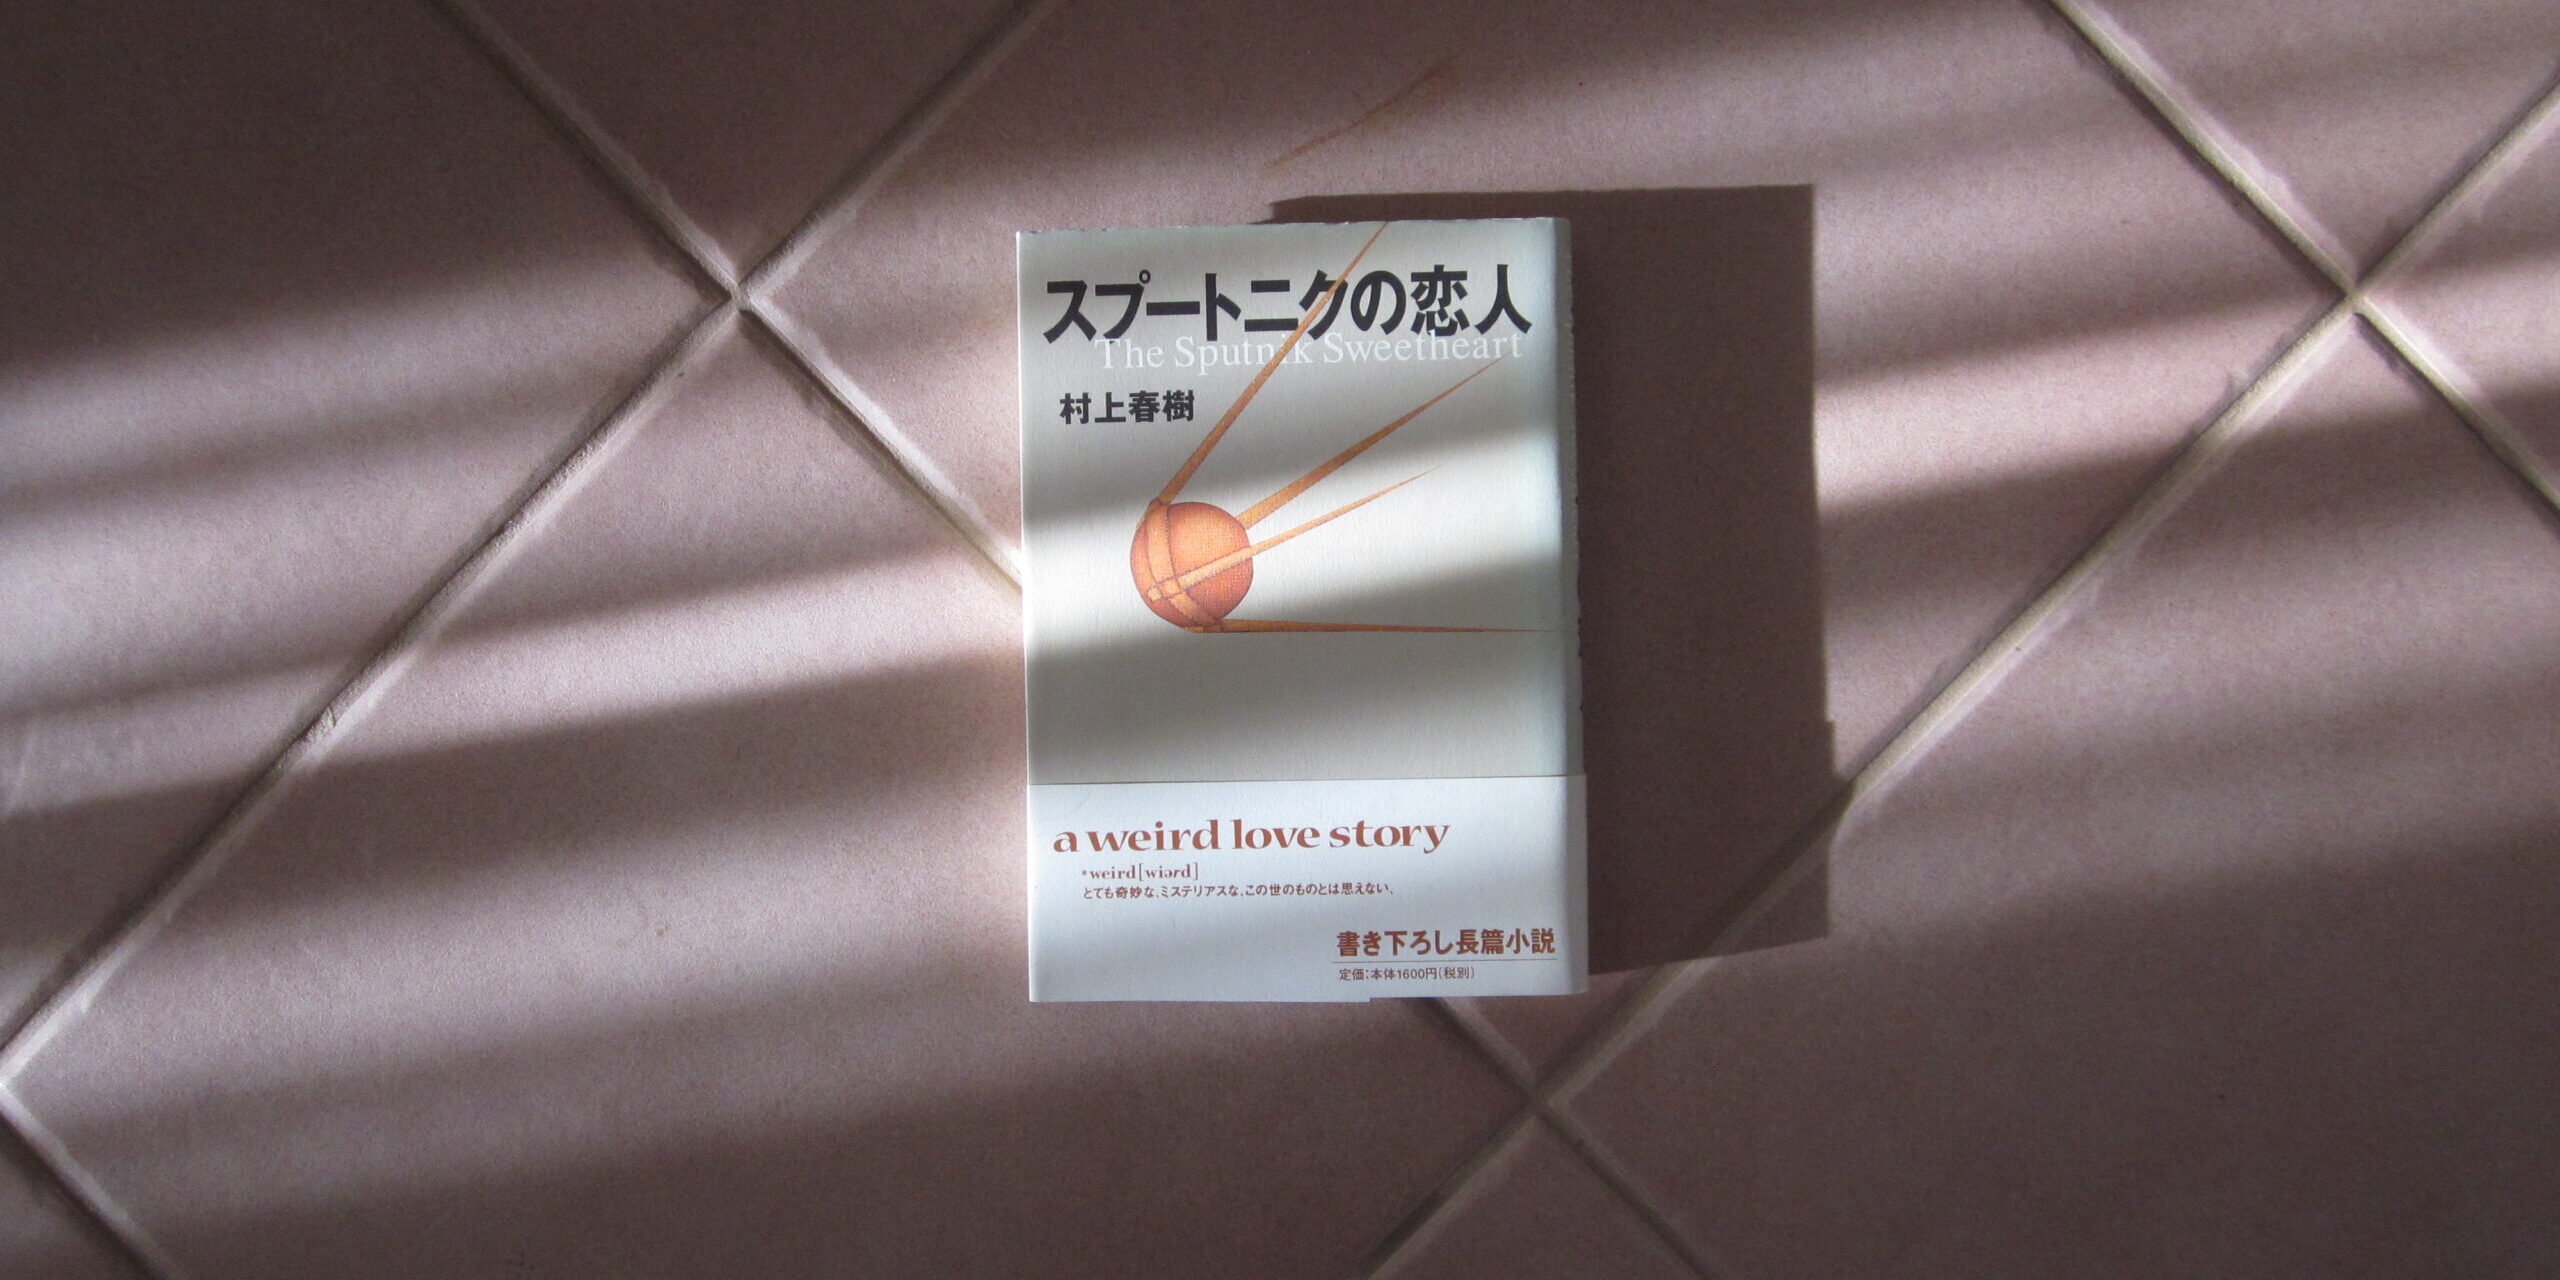 スプートニクの恋人
The Sputnik Sweetheart
村上春樹
a weird love story
*weird[wiərd]
とても奇妙な、ミステリアスな、この世のものとは思えない、
書き下ろし長篇小説
定価：本体1600円（税別）